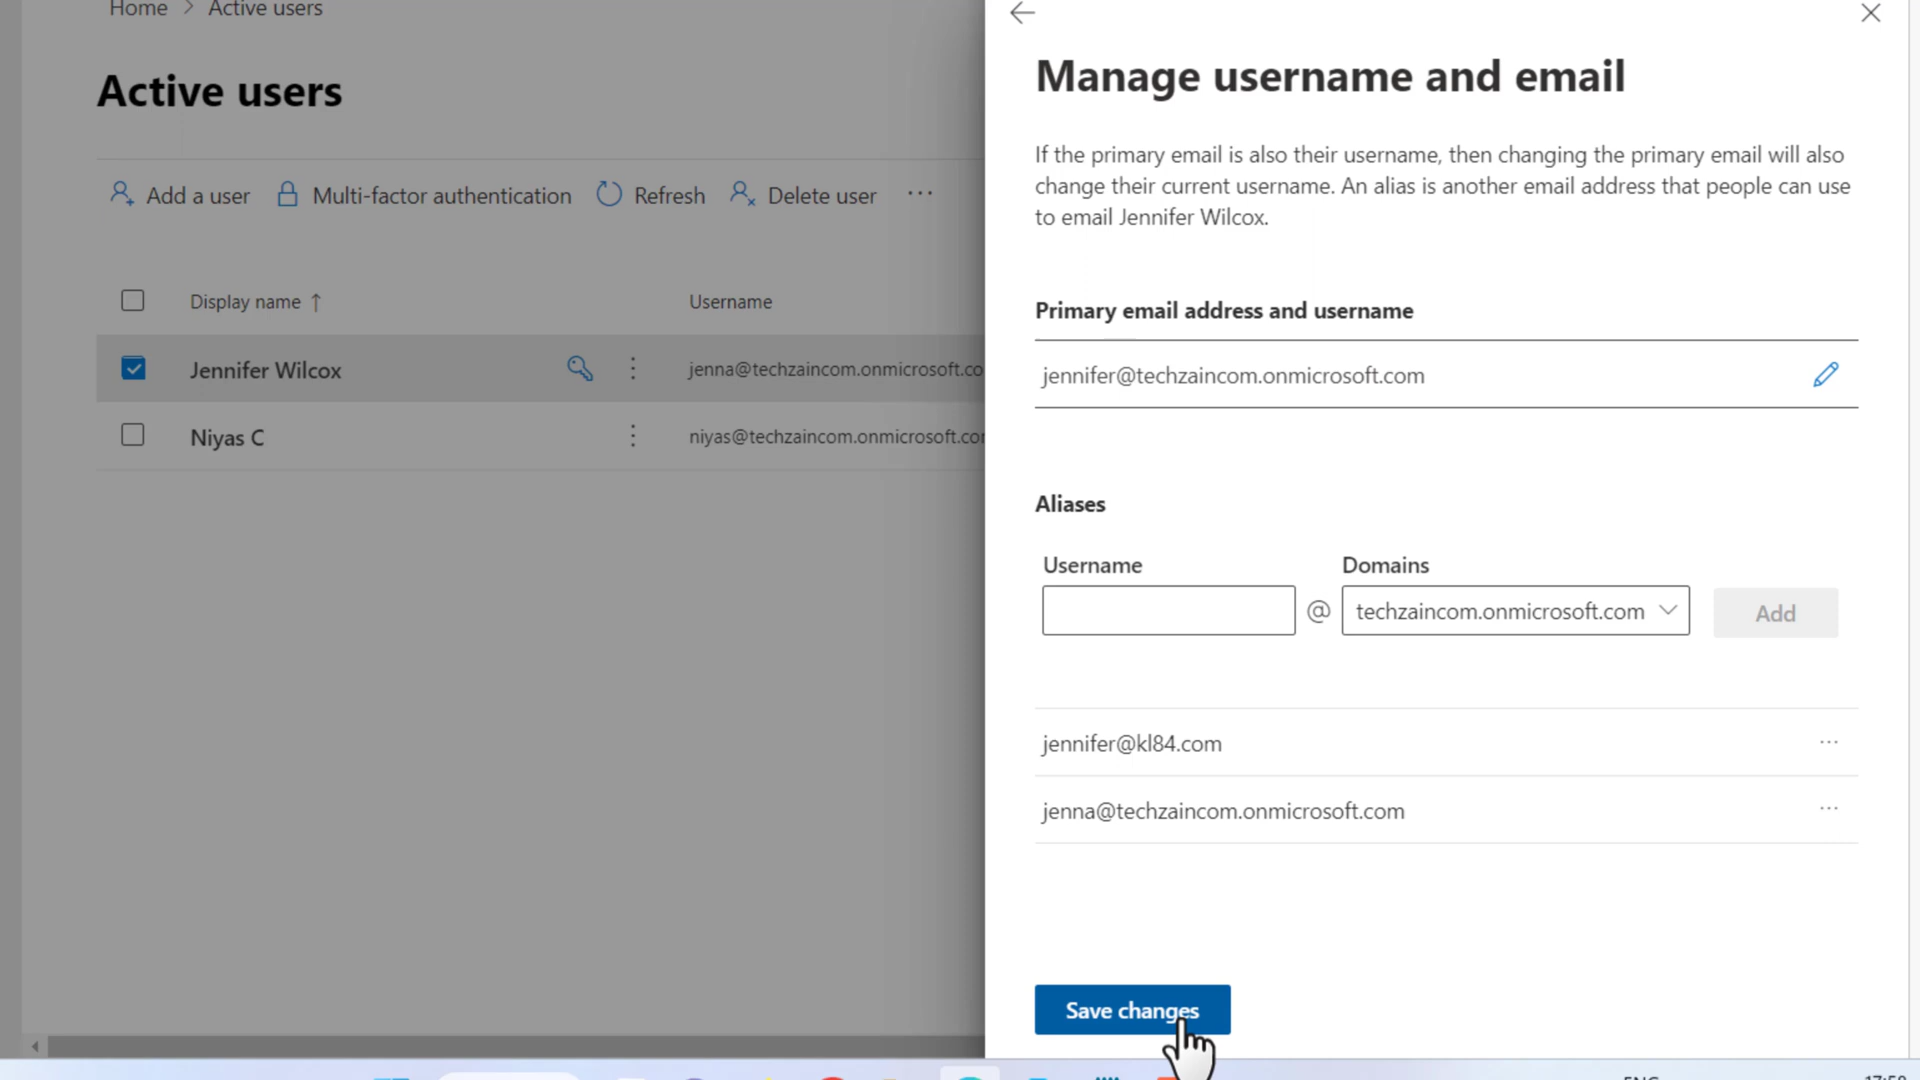 Home > Active users
Active users
Add a user Multi-factor authentication Refresh Delete user ...
Display name ↑ Username
Jennifer Wilcox jenna@techzaincom.onmicrosoft.co
Niyas C niyas@techzaincom.onmicrosoft.co
Manage username and email
If the primary email is also their username, then changing the primary email will also
change their current username. An alias is another email address that people can use
to email Jennifer Wilcox.
Primary email address and username
jennifer@techzaincom.onmicrosoft.com
Aliases
Username Domains
@ techzaincom.onmicrosoft.com Add
jennifer@kl84.com ...
jenna@techzaincom.onmicrosoft.com ...
Save changes